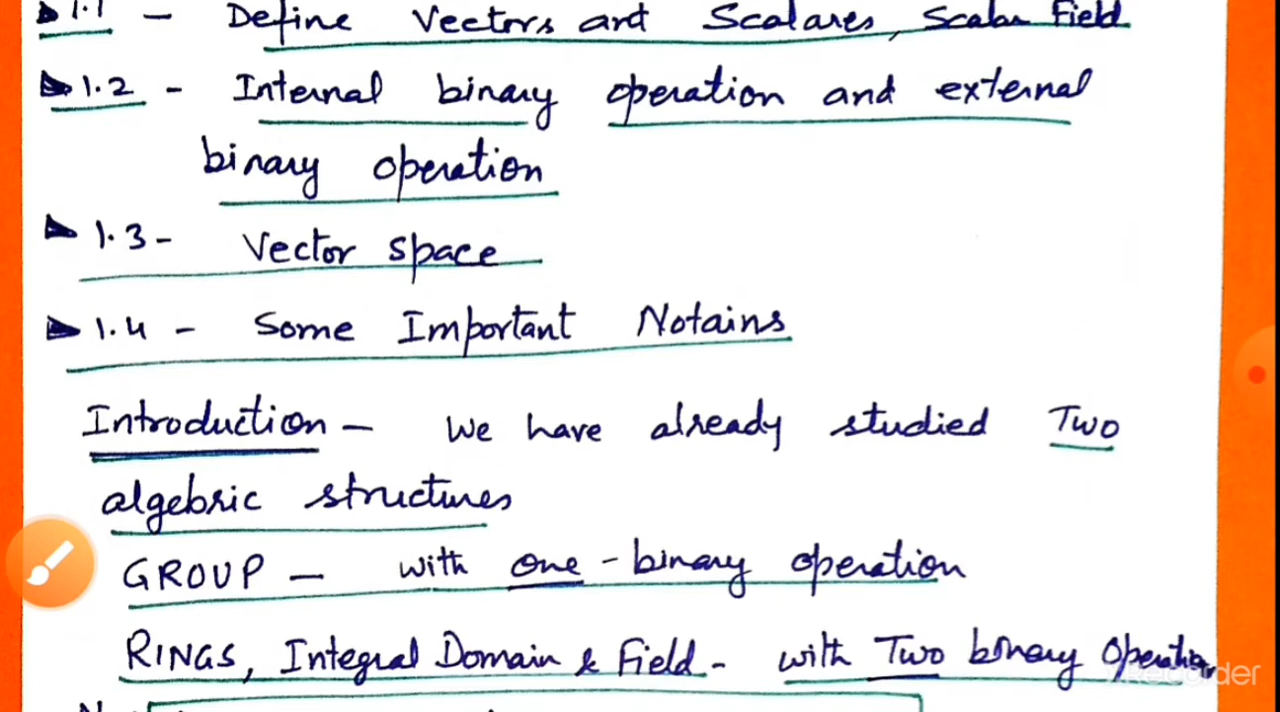 1.1 - Define Vectors and Scalares, Scalar Field
1.2 - Internal binary operation and external
binary operation
1.3 - Vector space
1.4 - Some Important Notains
Introduction - We have already studied Two
algebric structures
GROUP - with one - binary operation
RINGS, Integral Domain & Field - with Two binary Operation
Recorder